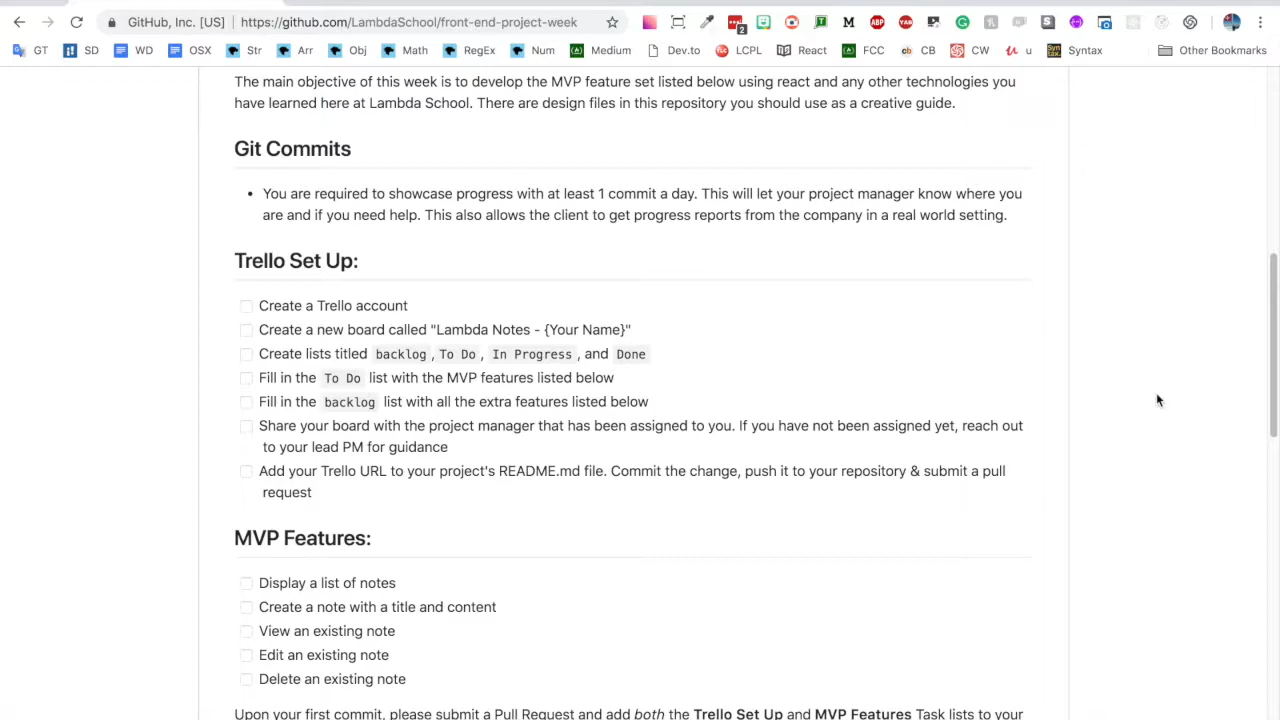 GitHub, Inc. [US] | https://github.com/LambdaSchool/front-end-project-week
2
GT SD WD OSX Str Arr Obj Math RegEx Num Medium Dev.to LCPL React FCC CB CW u Syntax Other Bookmarks
The main objective of this week is to develop the MVP feature set listed below using react and any other technologies you
have learned here at Lambda School. There are design files in this repository you should use as a creative guide.
Git Commits
• You are required to showcase progress with at least 1 commit a day. This will let your project manager know where you
are and if you need help. This also allows the client to get progress reports from the company in a real world setting.
Trello Set Up:
Create a Trello account
Create a new board called "Lambda Notes - {Your Name}"
Create lists titled backlog, To Do, In Progress, and Done
Fill in the To Do list with the MVP features listed below
Fill in the backlog list with all the extra features listed below
Share your board with the project manager that has been assigned to you. If you have not been assigned yet, reach out
to your lead PM for guidance
Add your Trello URL to your project's README.md file. Commit the change, push it to your repository & submit a pull
request
MVP Features:
Display a list of notes
Create a note with a title and content
View an existing note
Edit an existing note
Delete an existing note
Upon your first commit, please submit a Pull Request and add both the Trello Set Up and MVP Features Task lists to your